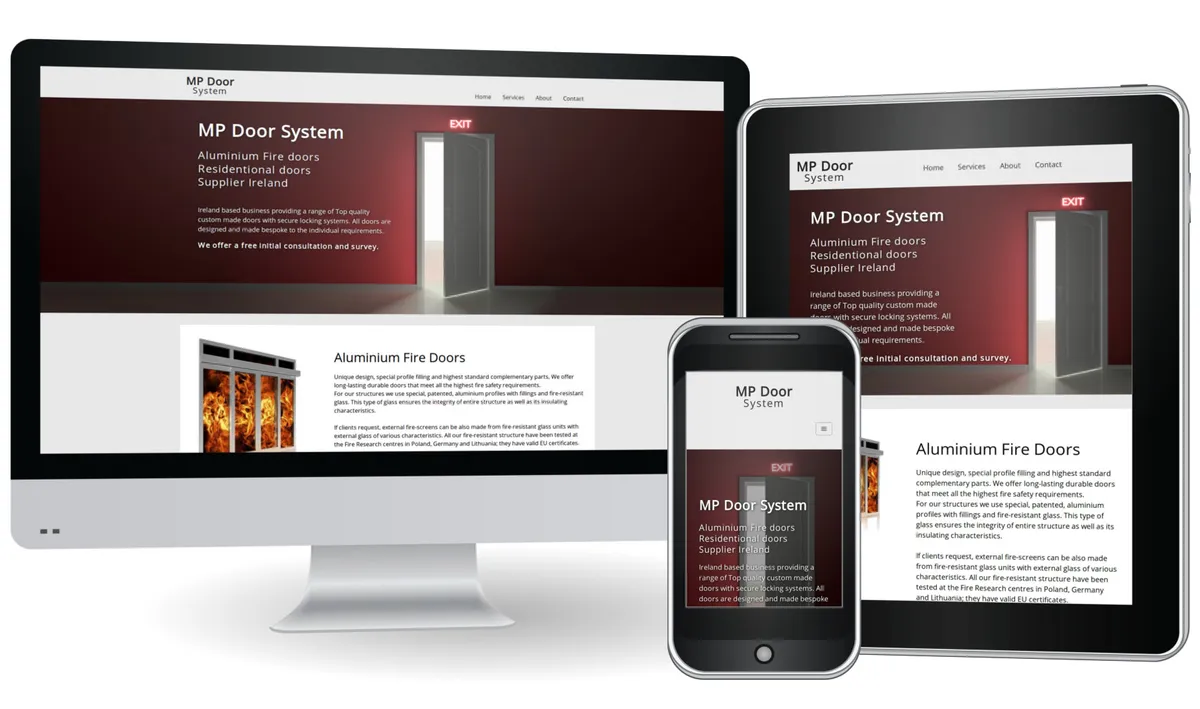 MP Door
System
Home Services About Contact
EXIT
MP Door System
Aluminium Fire doors
Residentional doors
Supplier Ireland
Ireland based business providing a range of Top quality
custom made doors with secure locking systems. All doors are
designed and made bespoke to the individual requirements.
We offer a free initial consultation and survey.
Aluminium Fire Doors
Unique design, special profile filling and highest standard complementary parts. We offer
long-lasting durable doors that meet all the highest fire safety requirements.
For our structures we use special, patented, aluminium profiles with fillings and fire-resistant
glass. This type of glass ensures the integrity of entire structure as well as its insulating
characteristics.
If clients request, external fire-screens can be also made from fire-resistant glass units with
external glass of various characteristics. All our fire-resistant structure have been tested at
the Fire Research centres in Poland, Germany and Lithuania; they have valid EU certificates.
MP Door
System
Home Services About Contact
EXIT
MP Door System
Aluminium Fire doors
Residentional doors
Supplier Ireland
Ireland based business providing a
range of Top quality custom made
doors with secure locking systems. All
designed and made bespoke
requirements.
initial consultation and survey.
Aluminium Fire Doors
Unique design, special profile filling and highest standard
complementary parts. We offer long-lasting durable doors
that meet all the highest fire safety requirements.
For our structures we use special, patented, aluminium
profiles with fillings and fire-resistant glass. This type of
glass ensures the integrity of entire structure as well as its
insulating characteristics.
If clients request, external fire-screens can be also made
from fire-resistant glass units with external glass of various
characteristics. All our fire-resistant structure have been
tested at the Fire Research centres in Poland, Germany
and Lithuania; they have valid EU certificates.
MP Door
System
EXIT
MP Door System
Aluminium Fire doors
Residentional doors
Supplier Ireland
Ireland based business providing a
range of Top quality custom made
doors with secure locking systems. All
doors are designed and made bespoke